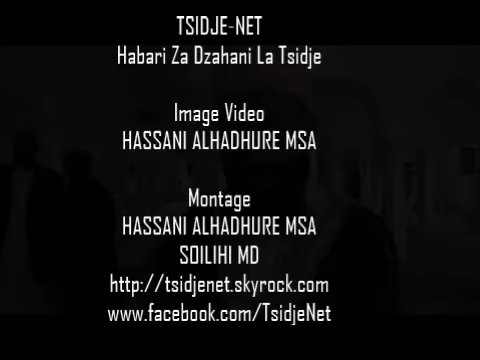 TSIDJE-NET
Habari Za Dzahani La Tsidje
Image Video
HASSANI ALHADHURE MSA
Montage
HASSANI ALHADHURE MSA
SOILIHI MD
http://tsidjenet.skyrock.com
www.facebook.com/TsidjeNet